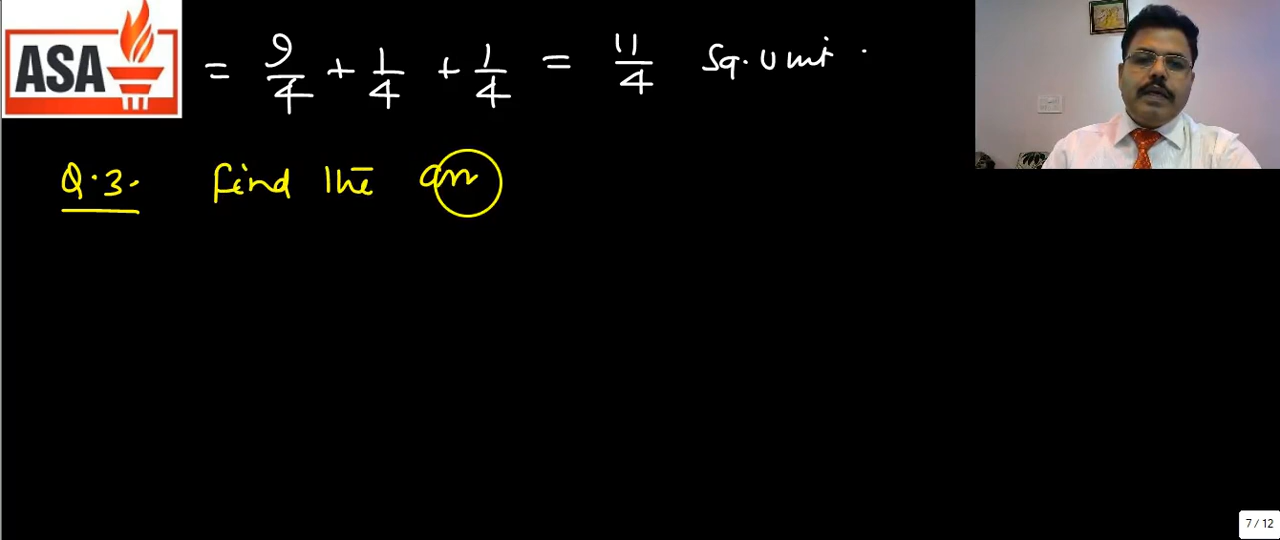 ASA
= 9/4 + 1/4 + 1/4 = 11/4 Sq. unit.
Q.3. Find the
7 / 12